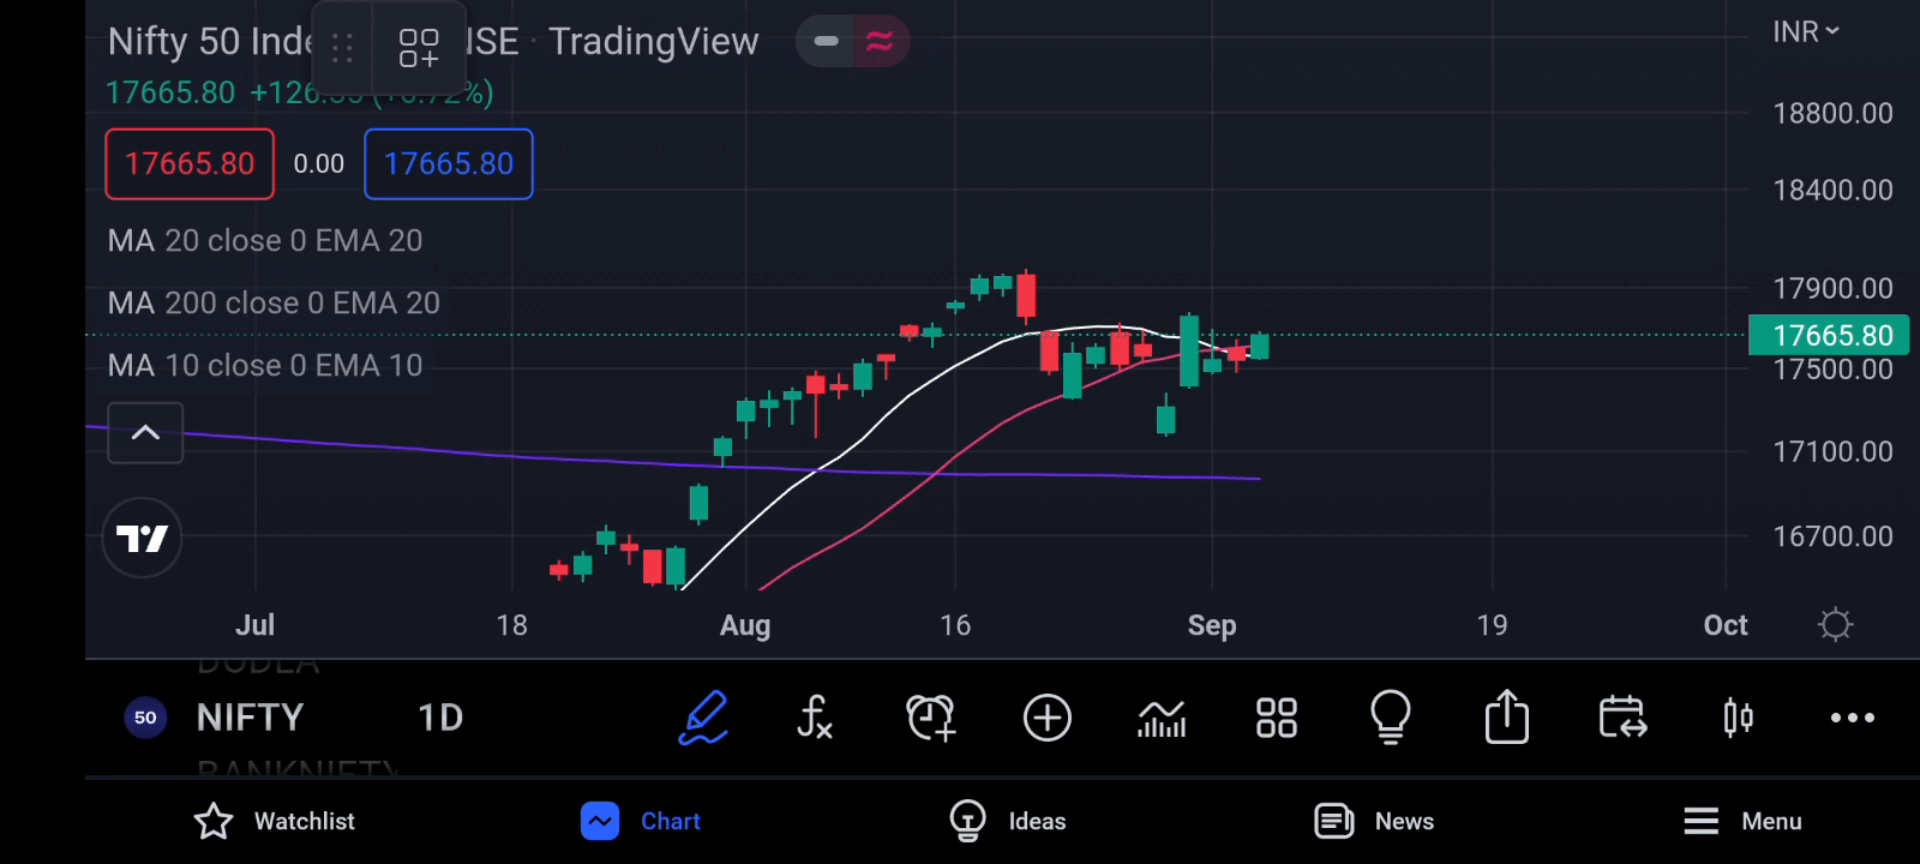 Nifty 50 Inde NSE · TradingView
17665.80 +126
17665.80 0.00 17665.80
MA 20 close 0 EMA 20
MA 200 close 0 EMA 20
MA 10 close 0 EMA 10
INR
18800.00
18400.00
17900.00
17665.80
17500.00
17100.00
16700.00
Jul 18 Aug 16 Sep 19 Oct
50 NIFTY 1D
BANKNIFTY
Watchlist Chart Ideas News Menu